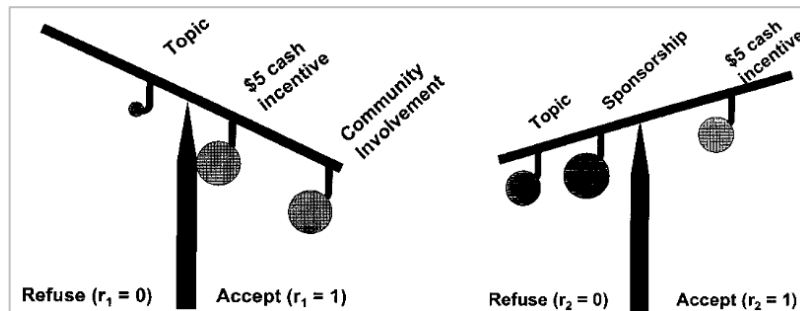 Topic
$5 cash
incentive
Community
Involvement
Refuse (r₁ = 0)
Accept (r₁ = 1)
Topic
Sponsorship
$5 cash
incentive
Refuse (r₂ = 0)
Accept (r₂ = 1)